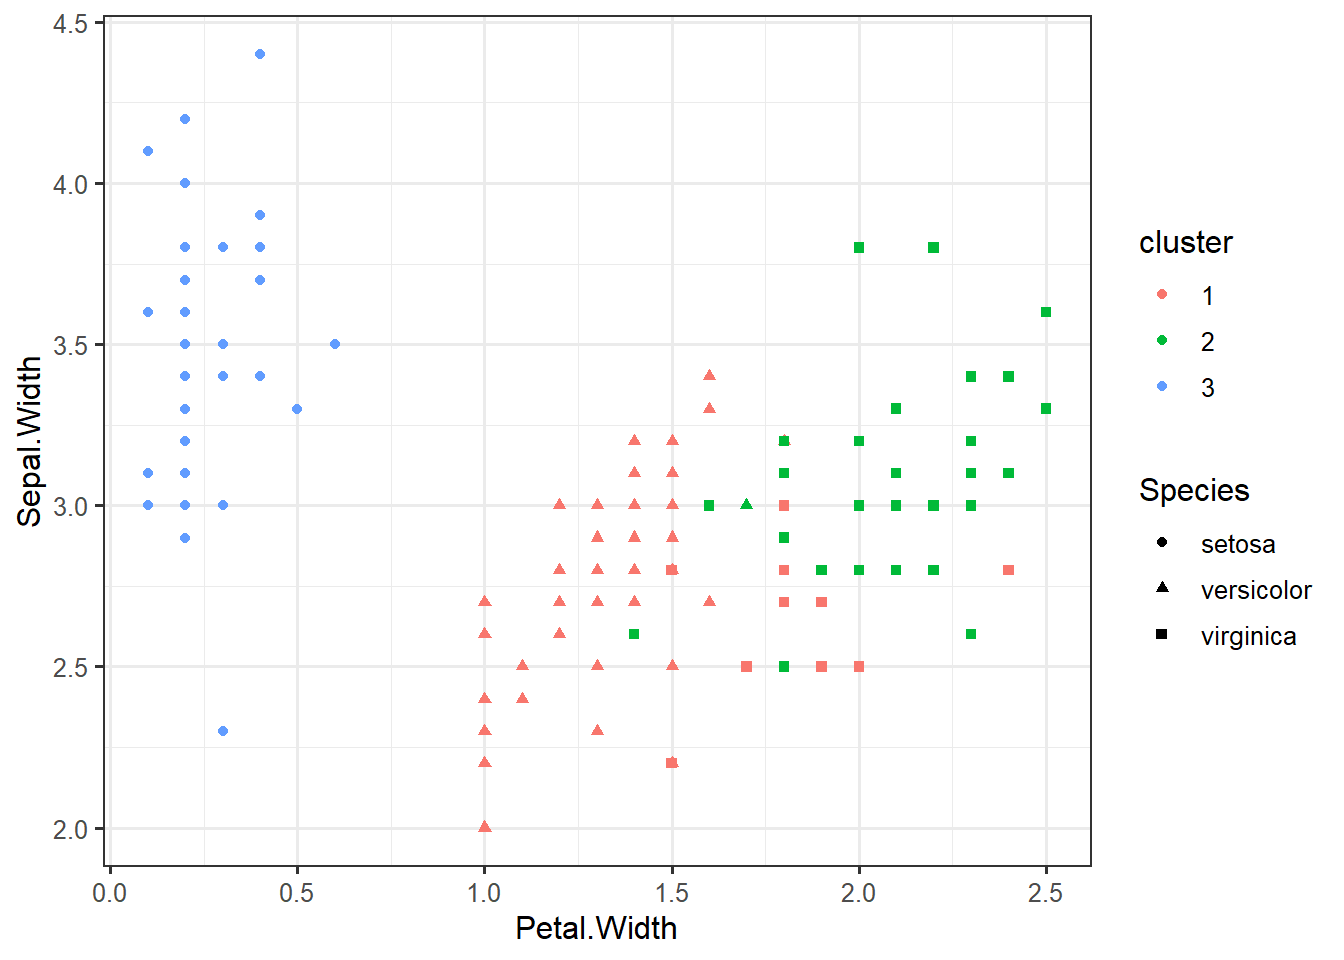 4.5
4.0
3.5
3.0
2.5
2.0
Sepal.Width
0.0 0.5 1.0 1.5 2.0 2.5
Petal.Width
cluster
1
2
3
Species
setosa
versicolor
virginica